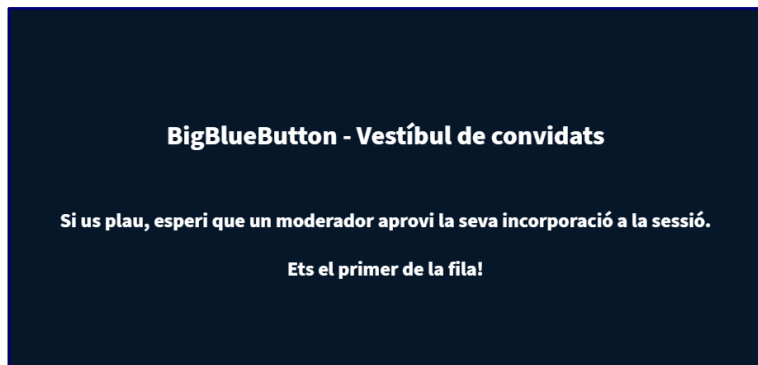 BigBlueButton - Vestíbul de convidats
Si us plau, esperi que un moderador aprovi la seva incorporació a la sessió.
Ets el primer de la fila!